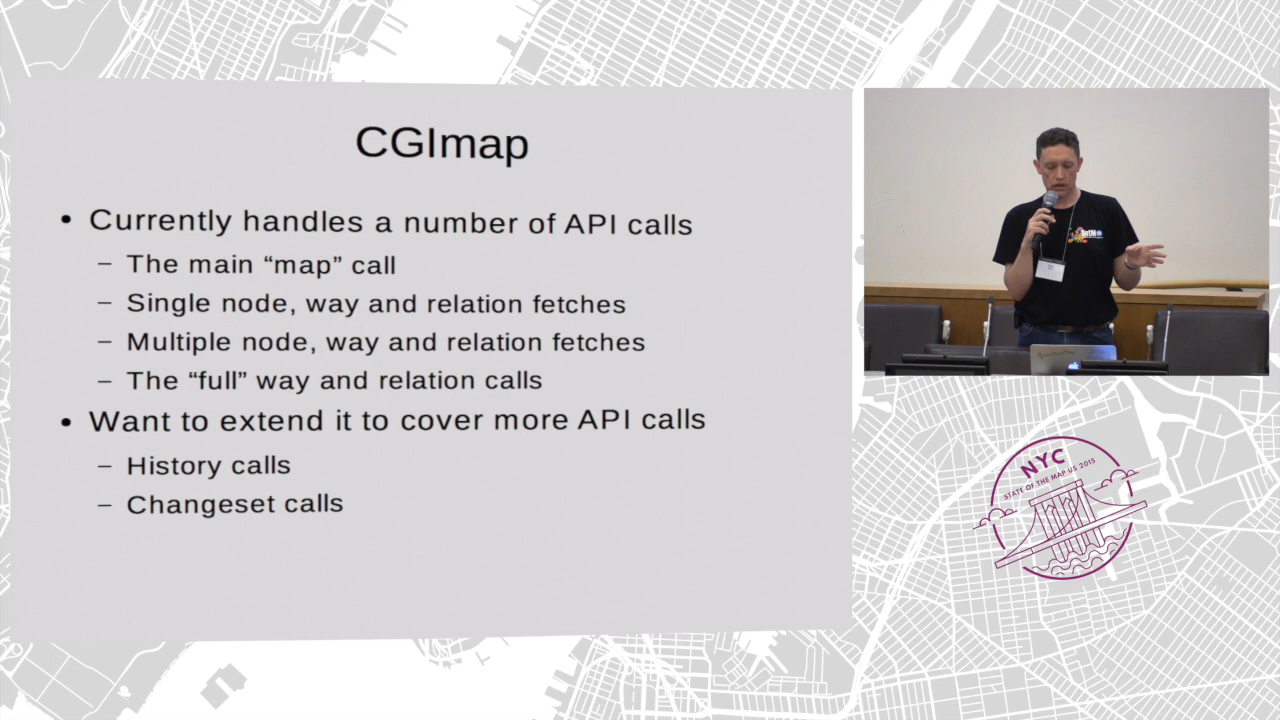 CGImap
• Currently handles a number of API calls
– The main “map” call
– Single node, way and relation fetches
– Multiple node, way and relation fetches
– The “full” way and relation calls
• Want to extend it to cover more API calls
– History calls
– Changeset calls
SotM
NYC
STATE OF THE MAP US 2015